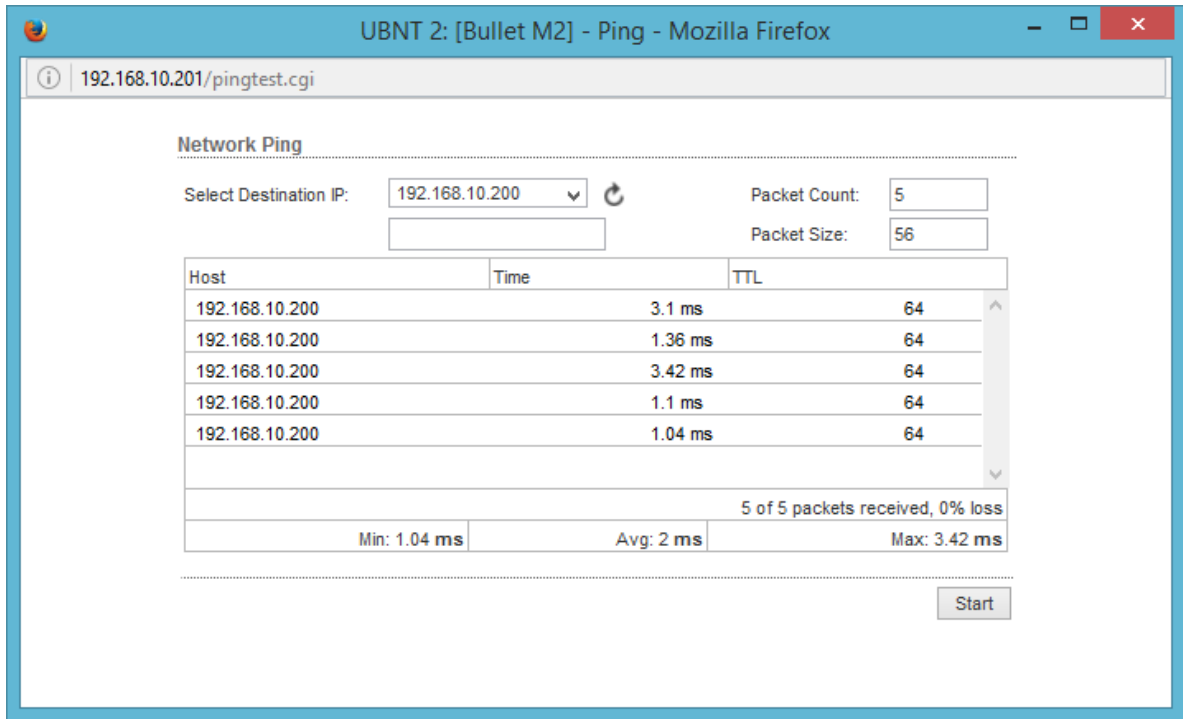 UBNT 2: [Bullet M2] - Ping - Mozilla Firefox
192.168.10.201/pingtest.cgi
Network Ping
Select Destination IP: 192.168.10.200 Packet Count: 5
Packet Size: 56
Host Time TTL
192.168.10.200 3.1 ms 64
192.168.10.200 1.36 ms 64
192.168.10.200 3.42 ms 64
192.168.10.200 1.1 ms 64
192.168.10.200 1.04 ms 64
5 of 5 packets received, 0% loss
Min: 1.04 ms Avg: 2 ms Max: 3.42 ms
Start